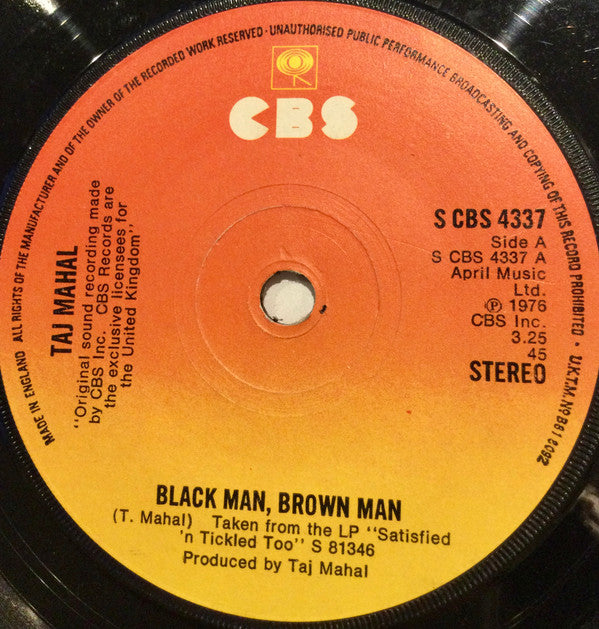 MADE IN ENGLAND ALL RIGHTS OF THE MANUFACTURER AND OF THE OWNER OF THE RECORDED WORK RESERVED · UNAUTHORISED PUBLIC PERFORMANCE BROADCASTING AND COPYING OF THIS RECORD PROHIBITED · U.K.T.M. Nº B618092
CBS
TAJ MAHAL
"Original sound recording made
by CBS Inc. CBS Records are
the exclusive licensees for
the United Kingdom"
S CBS 4337
Side A
S CBS 4337 A
April Music
Ltd.
Ⓟ 1976
CBS Inc.
3.25
45
STEREO
BLACK MAN, BROWN MAN
(T. Mahal) Taken from the LP "Satisfied
'n Tickled Too" S 81346
Produced by Taj Mahal